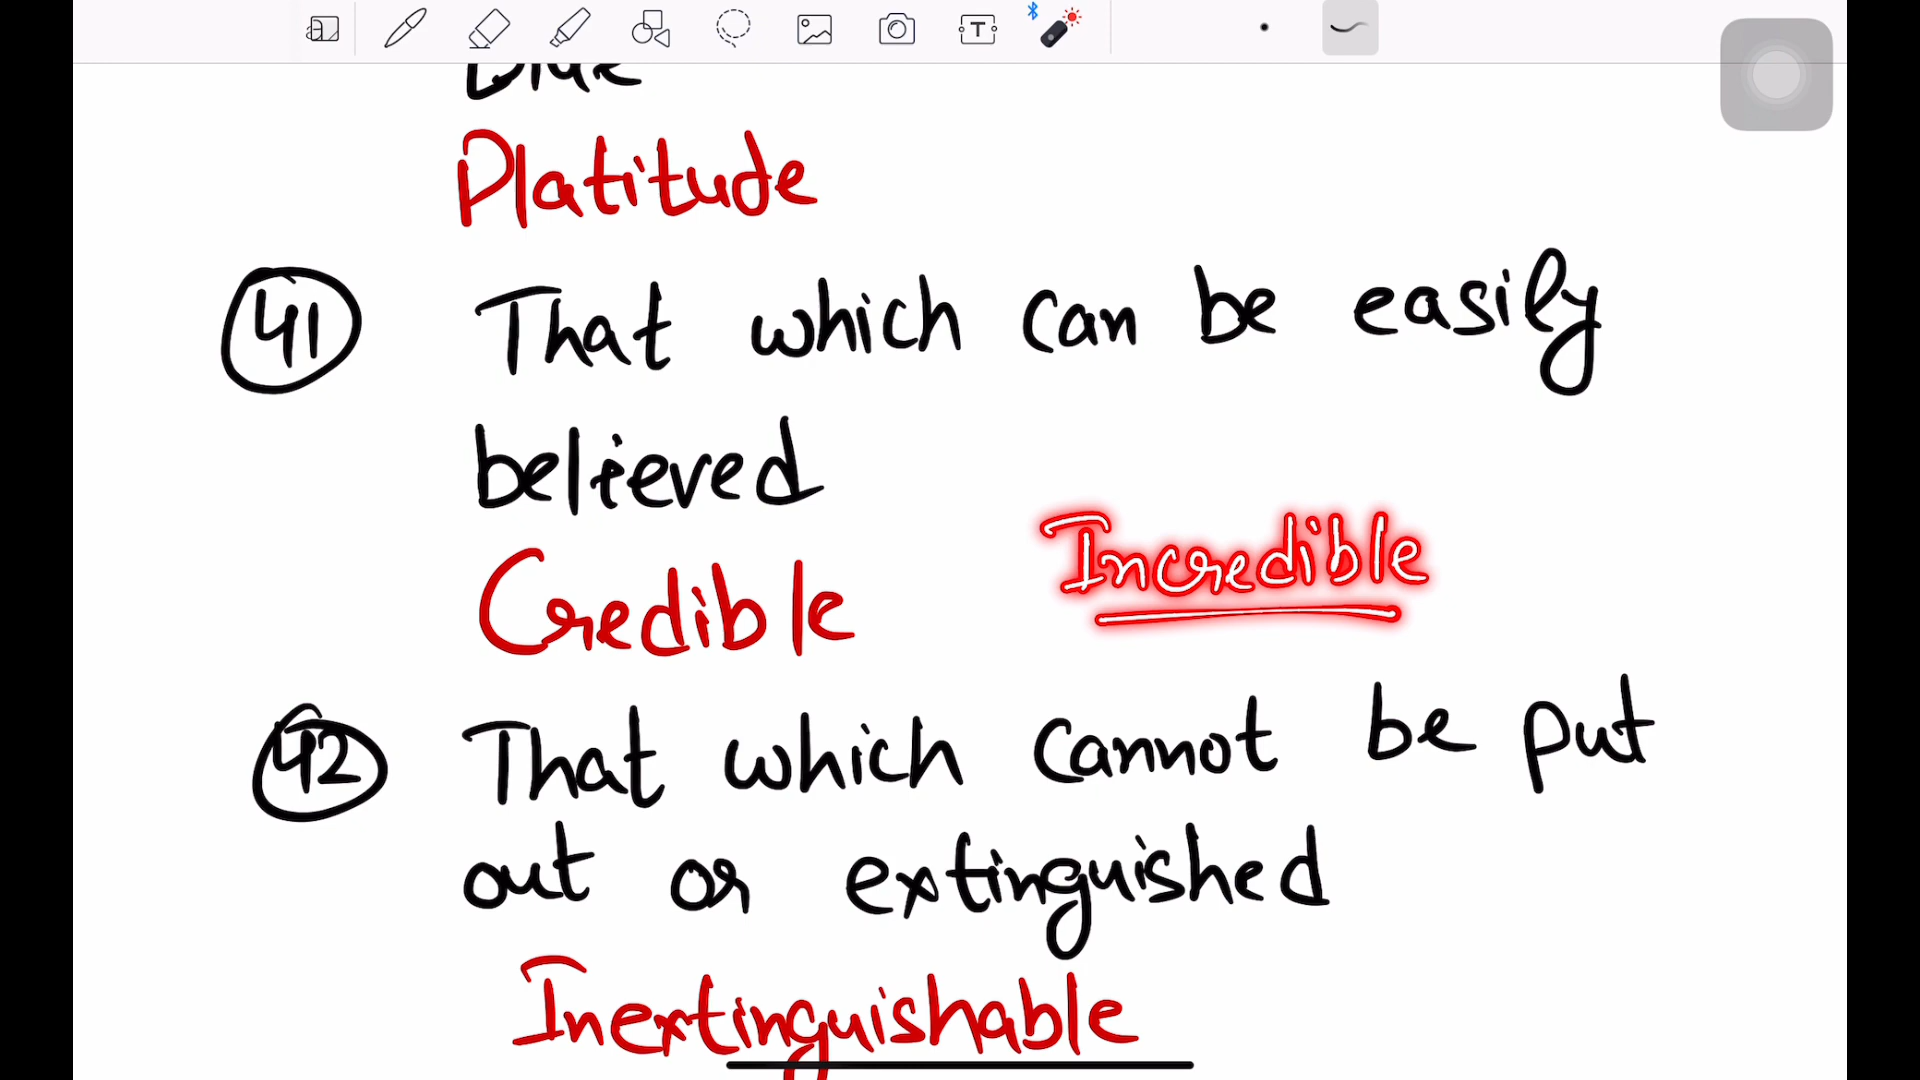 Platitude
41 That which can be easily
believed
Credible Incredible
42 That which cannot be put
out or extinguished
Inextinguishable